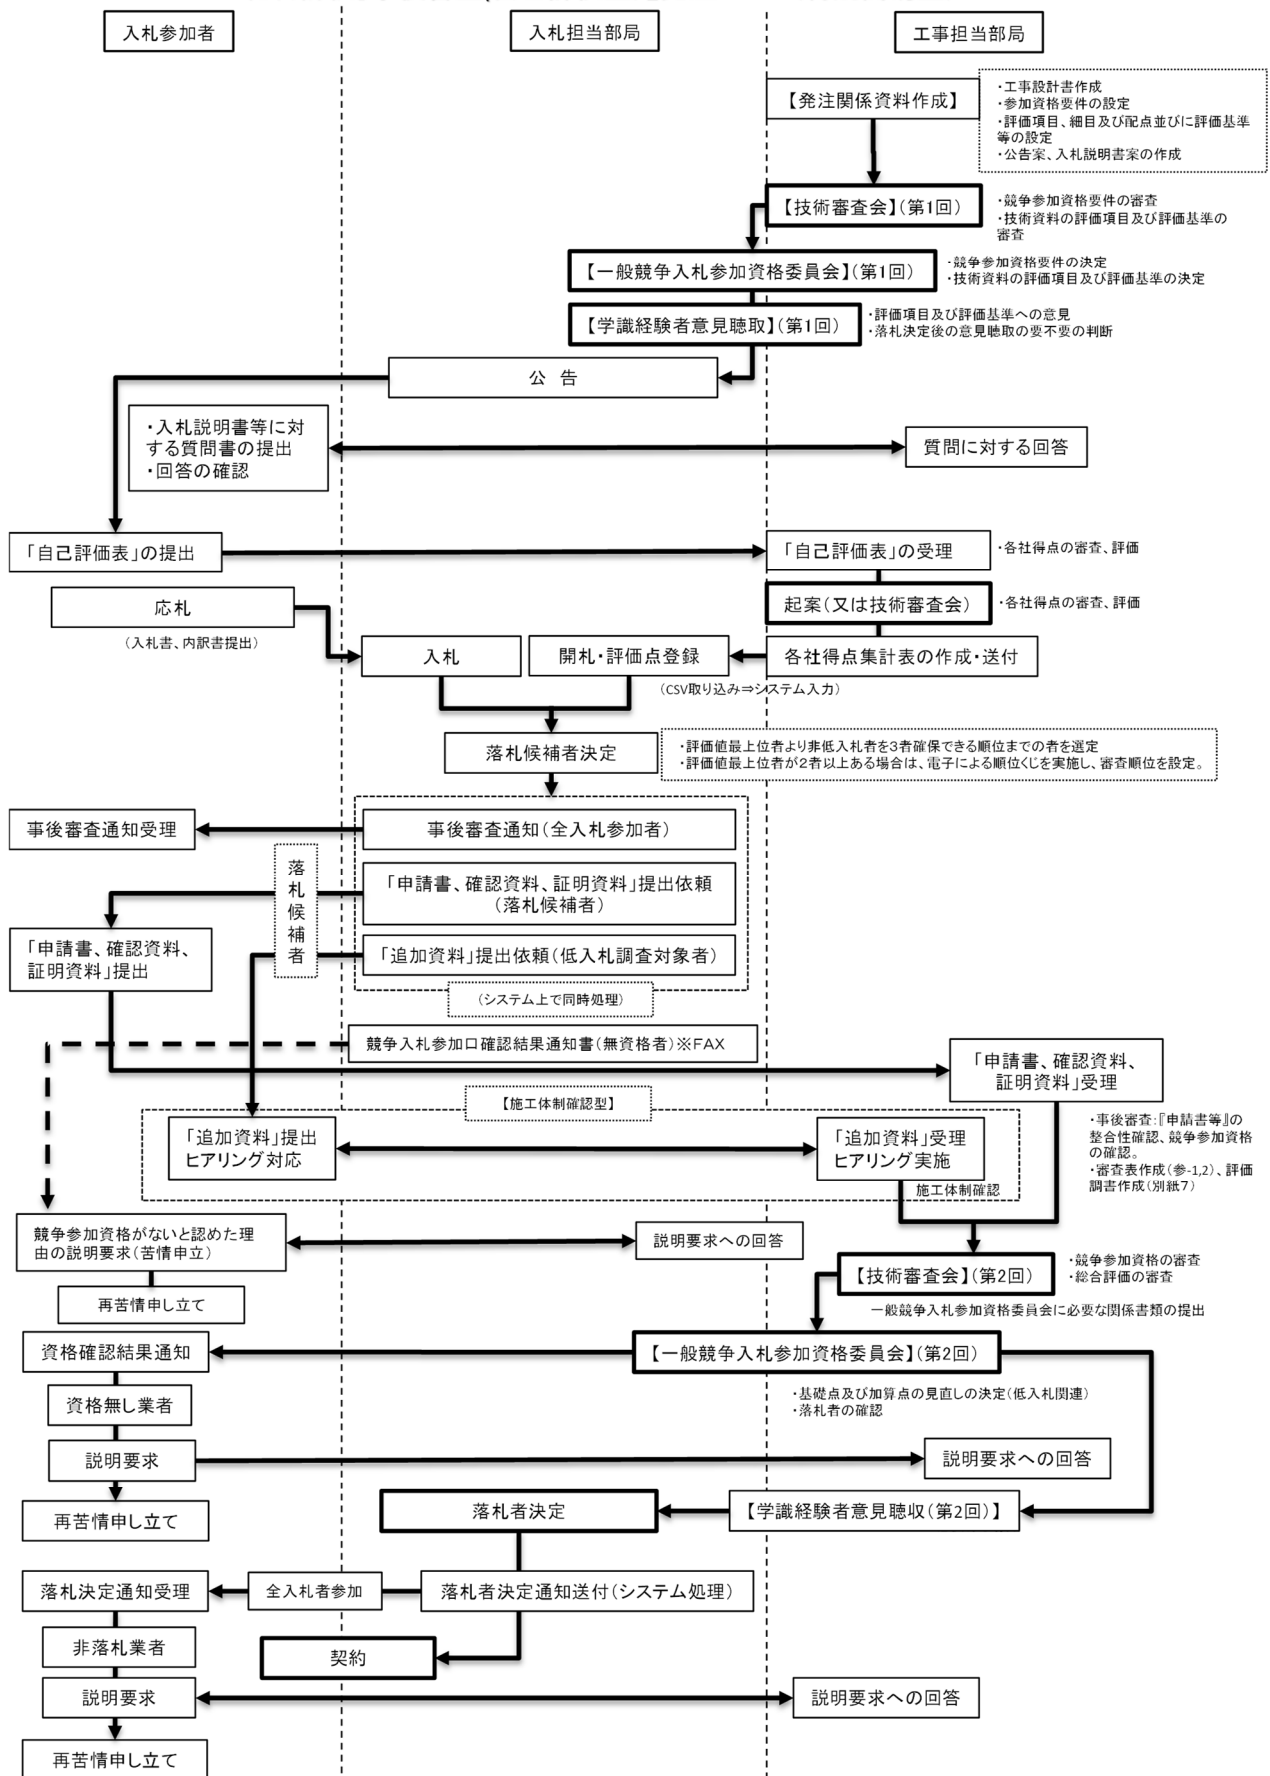 入札参加者
入札担当部局
工事担当部局
【発注関係資料作成】
・工事設計書作成
・参加資格要件の設定
・評価項目、細目及び配点並びに評価基準
等の設定
・公告案、入札説明書案の作成
【技術審査会】(第1回)
・競争参加資格要件の審査
・技術資料の評価項目及び評価基準の
審査
【一般競争入札参加資格委員会】(第1回)
・競争参加資格要件の決定
・技術資料の評価項目及び評価基準の決定
【学識経験者意見聴取】(第1回)
・評価項目及び評価基準への意見
・落札決定後の意見聴取の要不要の判断
公 告
・入札説明書等に対
する質問書の提出
・回答の確認
質問に対する回答
「自己評価表」の提出
「自己評価表」の受理
・各社得点の審査、評価
応札
(入札書、内訳書提出)
起案(又は技術審査会)
・各社得点の審査、評価
入札
開札・評価点登録
各社得点集計表の作成・送付
(CSV取り込み⇒システム入力)
落札候補者決定
・評価値最上位者より非低入札者を3者確保できる順位までの者を選定
・評価値最上位者が2者以上ある場合は、電子による順位くじを実施し、審査順位を設定。
事後審査通知受理
事後審査通知(全入札参加者)
落札候補者
「申請書、確認資料、証明資料」提出依頼
(落札候補者)
「申請書、確認資料、
証明資料」提出
「追加資料」提出依頼(低入札調査対象者)
(システム上で同時処理)
競争入札参加口確認結果通知書(無資格者)※FAX
「申請書、確認資料、
証明資料」受理
【施工体制確認型】
「追加資料」提出
ヒアリング対応
「追加資料」受理
ヒアリング実施
施工体制確認
・事後審査:『申請書等』の
整合性確認、競争参加資格
の確認。
・審査表作成(参-1,2)、評価
調書作成(別紙7)
競争参加資格がないと認めた理
由の説明要求(苦情申立)
説明要求への回答
再苦情申し立て
【技術審査会】(第2回)
・競争参加資格の審査
・総合評価の審査
一般競争入札参加資格委員会に必要な関係書類の提出
資格確認結果通知
【一般競争入札参加資格委員会】(第2回)
・基礎点及び加算点の見直しの決定(低入札関連)
・落札者の確認
資格無し業者
説明要求
説明要求への回答
再苦情申し立て
落札者決定
【学識経験者意見聴収(第2回)】
落札決定通知受理
全入札者参加
落札者決定通知送付(システム処理)
非落札業者
契約
説明要求
説明要求への回答
再苦情申し立て